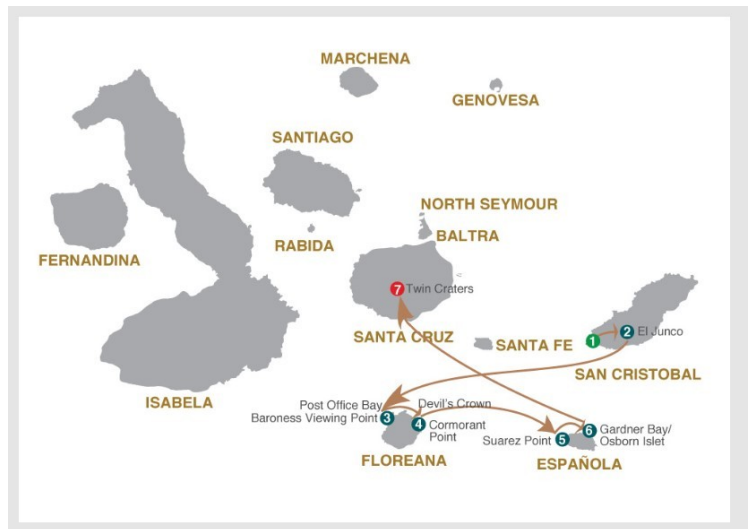 MARCHENA
GENOVESA
SANTIAGO
NORTH SEYMOUR
BALTRA
RABIDA
FERNANDINA
7 Twin Craters
SANTA CRUZ
SANTA FE
1
2 El Junco
SAN CRISTOBAL
ISABELA
Post Office Bay
Baroness Viewing Point 3
Devil's Crown
4 Cormorant
Point
FLOREANA
Suarez Point 5
6 Gardner Bay/
Osborn Islet
ESPAÑOLA